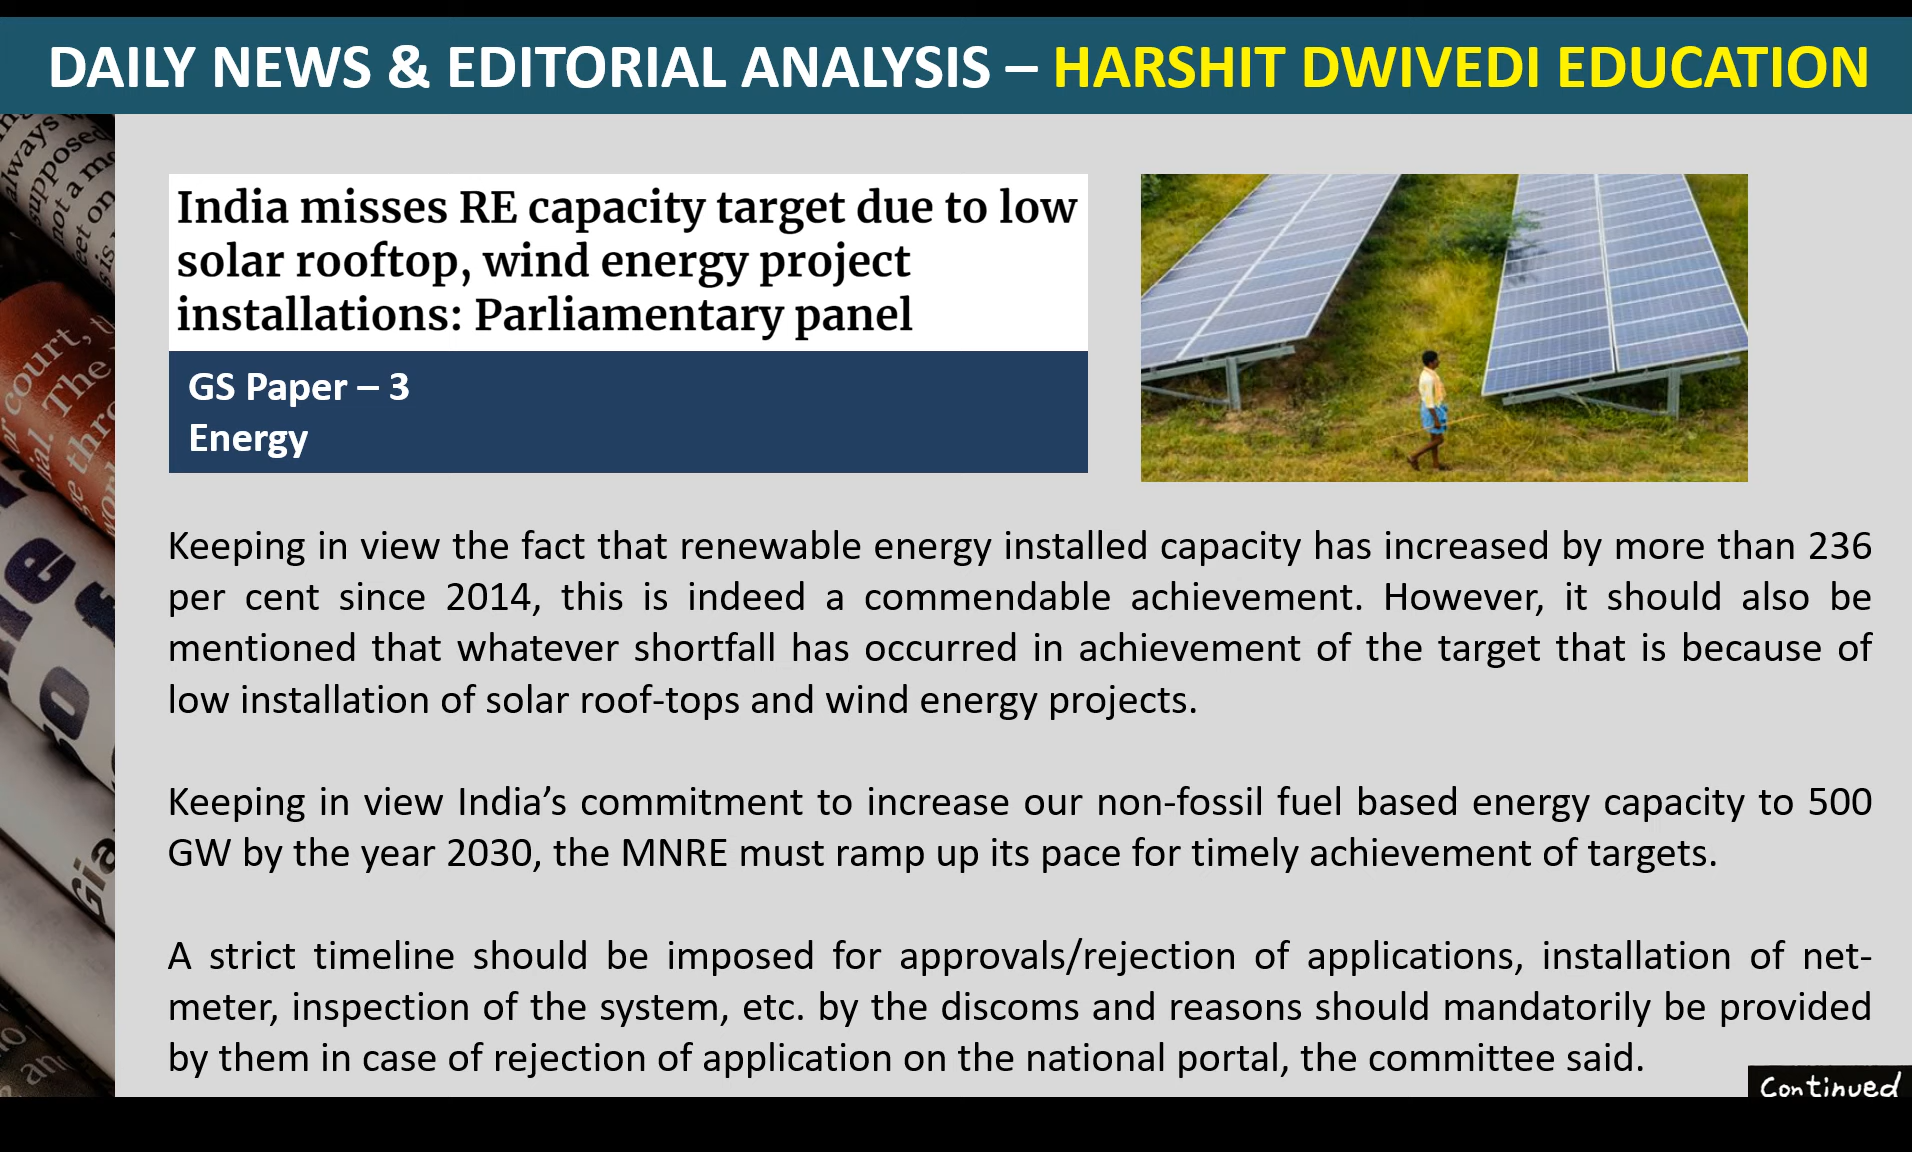 DAILY NEWS & EDITORIAL ANALYSIS – HARSHIT DWIVEDI EDUCATION
India misses RE capacity target due to low
solar rooftop, wind energy project
installations: Parliamentary panel
GS Paper – 3
Energy
Keeping in view the fact that renewable energy installed capacity has increased by more than 236
per cent since 2014, this is indeed a commendable achievement. However, it should also be
mentioned that whatever shortfall has occurred in achievement of the target that is because of
low installation of solar roof-tops and wind energy projects.
Keeping in view India’s commitment to increase our non-fossil fuel based energy capacity to 500
GW by the year 2030, the MNRE must ramp up its pace for timely achievement of targets.
A strict timeline should be imposed for approvals/rejection of applications, installation of net-
meter, inspection of the system, etc. by the discoms and reasons should mandatorily be provided
by them in case of rejection of application on the national portal, the committee said.
Continued
always
supposed
not a
court,
The